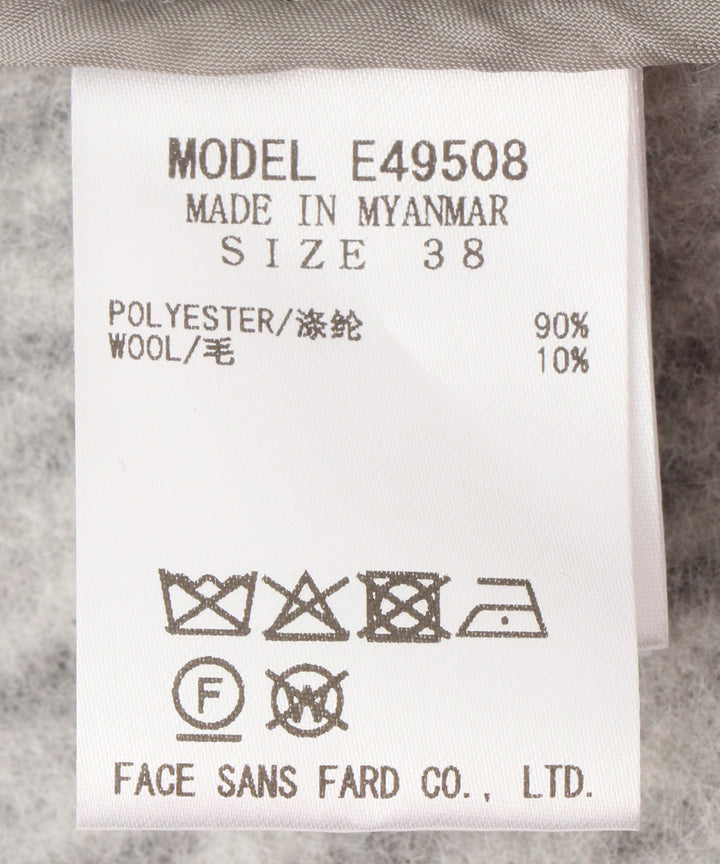 MODEL E49508
MADE IN MYANMAR
SIZE 38
POLYESTER/涤纶 90%
WOOL/毛 10%
F W
FACE SANS FARD CO., LTD.